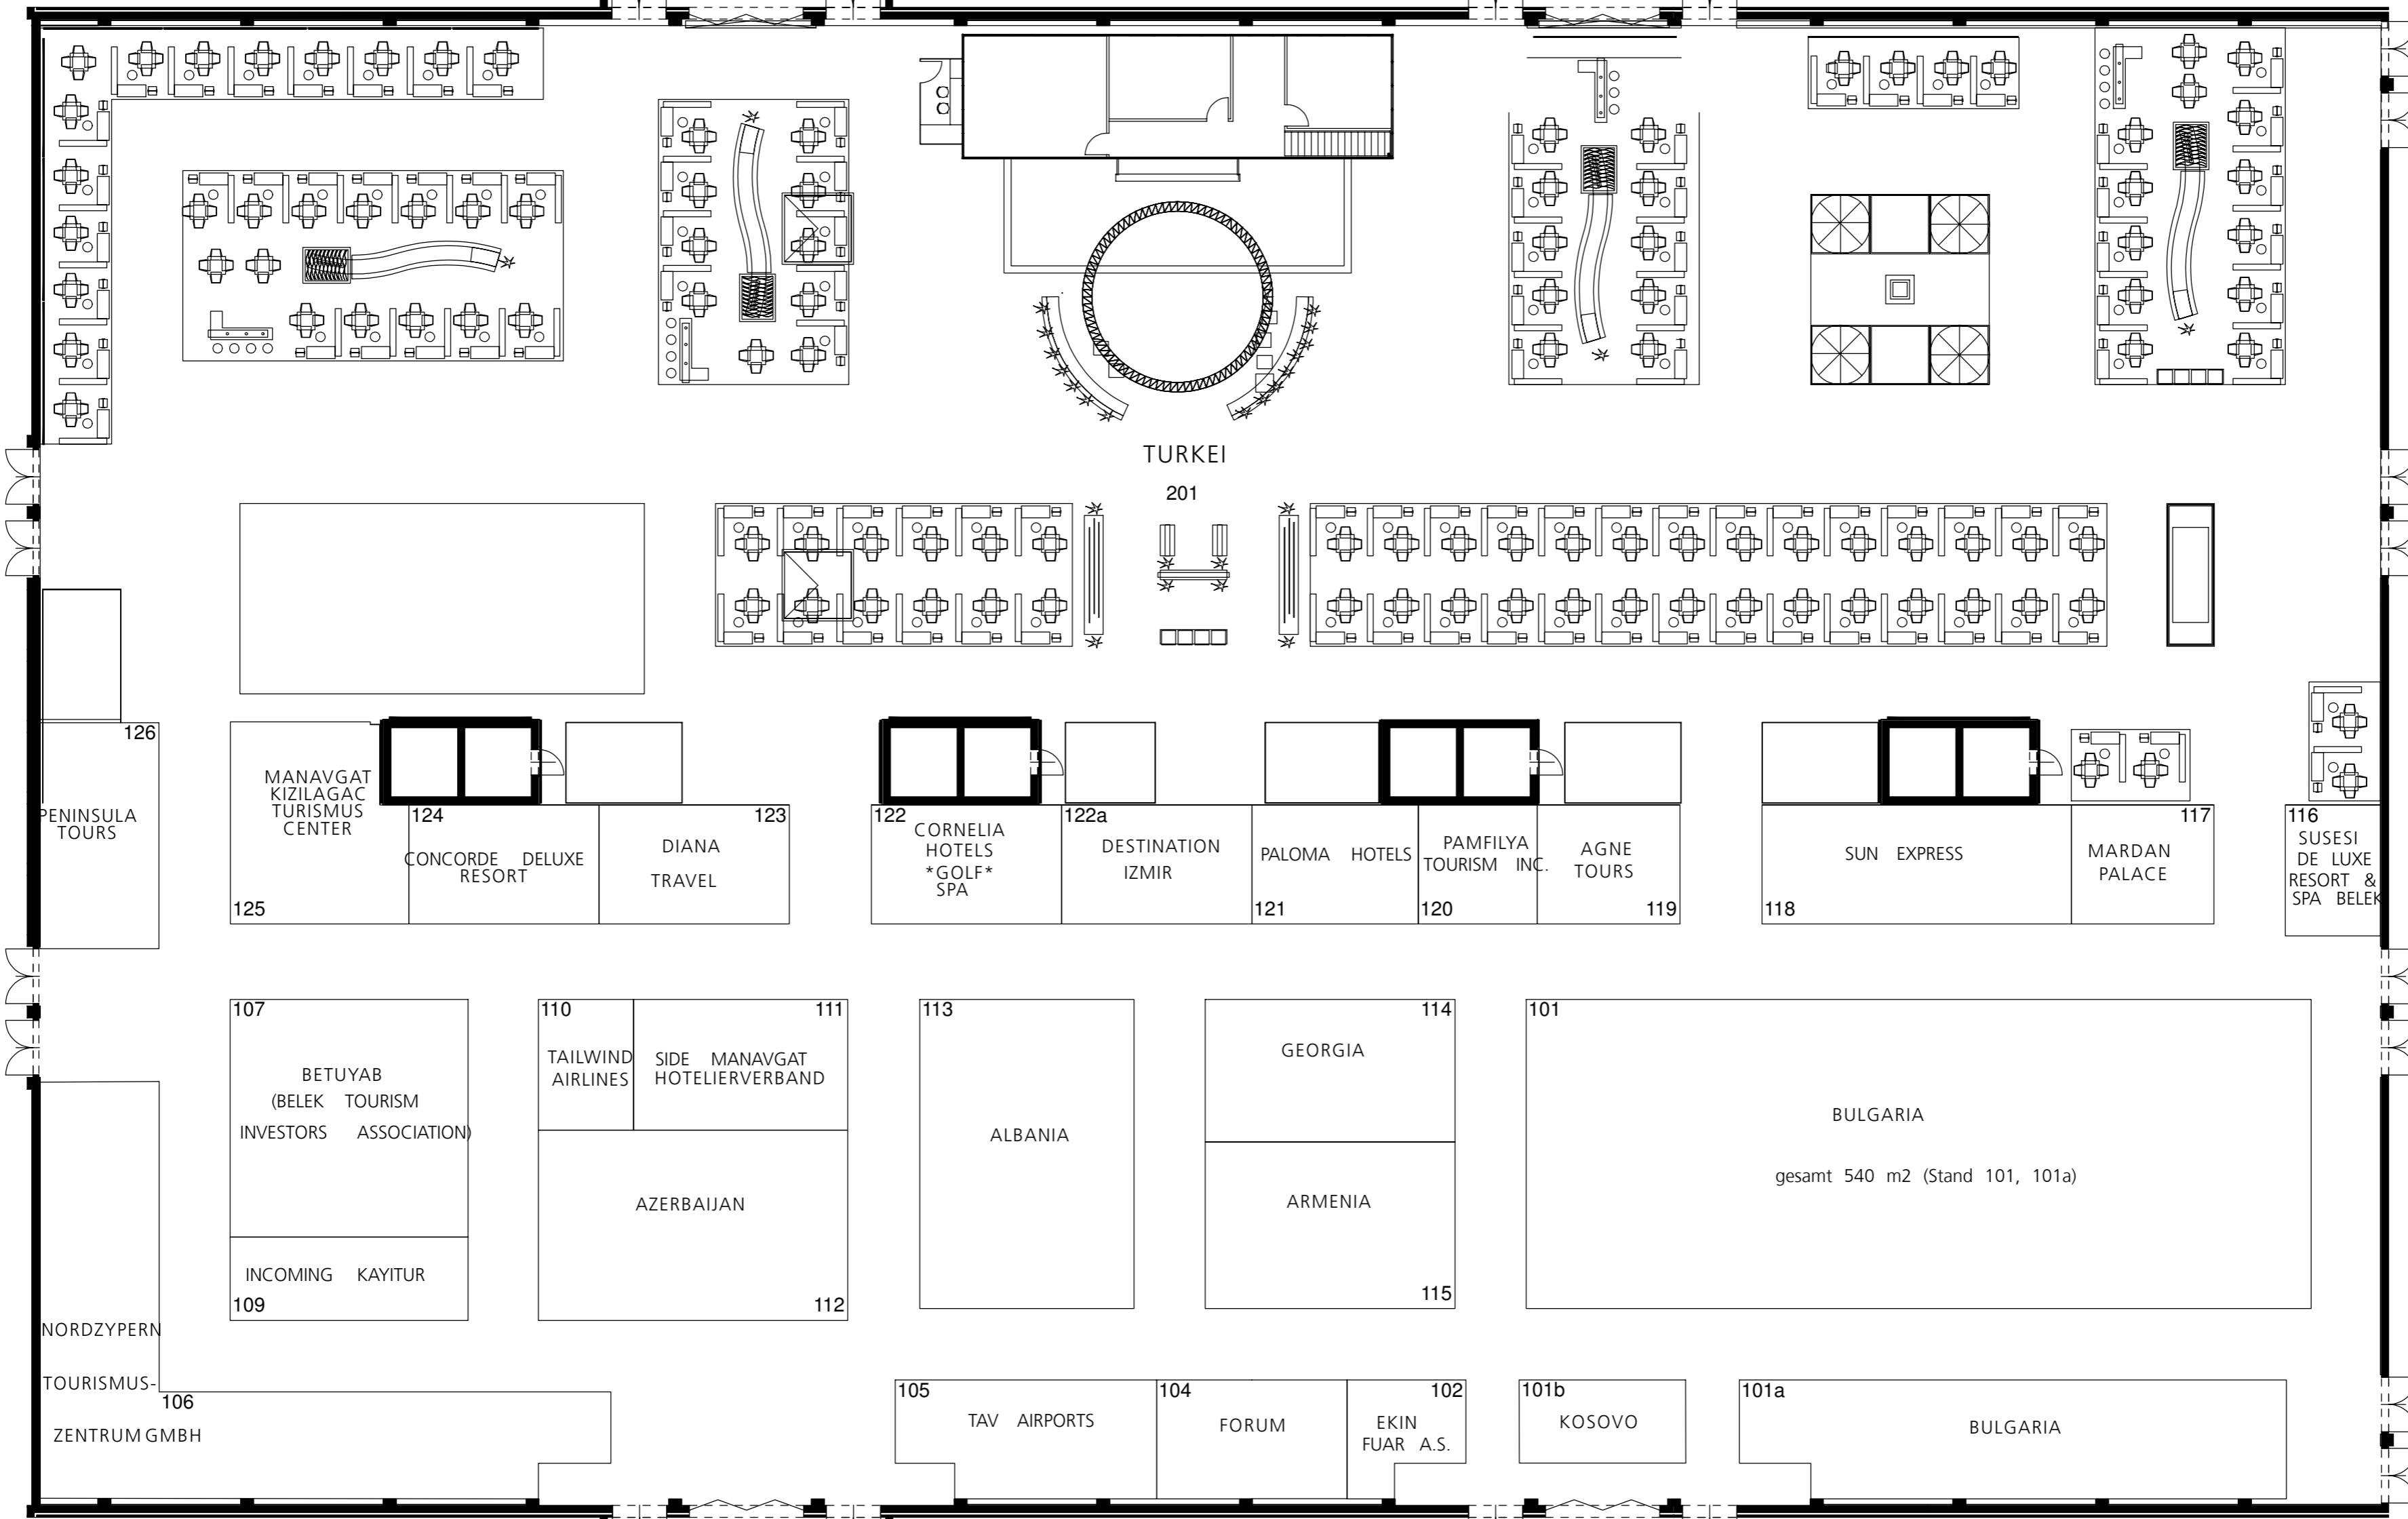 TURKEI
201
126
PENINSULA
TOURS
MANAVGAT
KIZILAGAC
TURISMUS
CENTER
125
124
CONCORDE DELUXE
RESORT
123
DIANA
TRAVEL
122
CORNELIA
HOTELS
*GOLF*
SPA
122a
DESTINATION
IZMIR
PALOMA HOTELS
121
PAMFILYA
TOURISM INC.
120
AGNE
TOURS
119
SUN EXPRESS
118
117
MARDAN
PALACE
116
SUSESI
DE LUXE
RESORT &
SPA BELEK
107
BETUYAB
(BELEK TOURISM
INVESTORS ASSOCIATION)
INCOMING KAYITUR
109
110
TAILWIND
AIRLINES
111
SIDE MANAVGAT
HOTELIERVERBAND
AZERBAIJAN
112
113
ALBANIA
114
GEORGIA
ARMENIA
115
101
BULGARIA
gesamt 540 m2 (Stand 101, 101a)
NORDZYPERN
TOURISMUS-
106
ZENTRUM GMBH
105
TAV AIRPORTS
104
FORUM
102
EKIN
FUAR A.S.
101b
KOSOVO
101a
BULGARIA